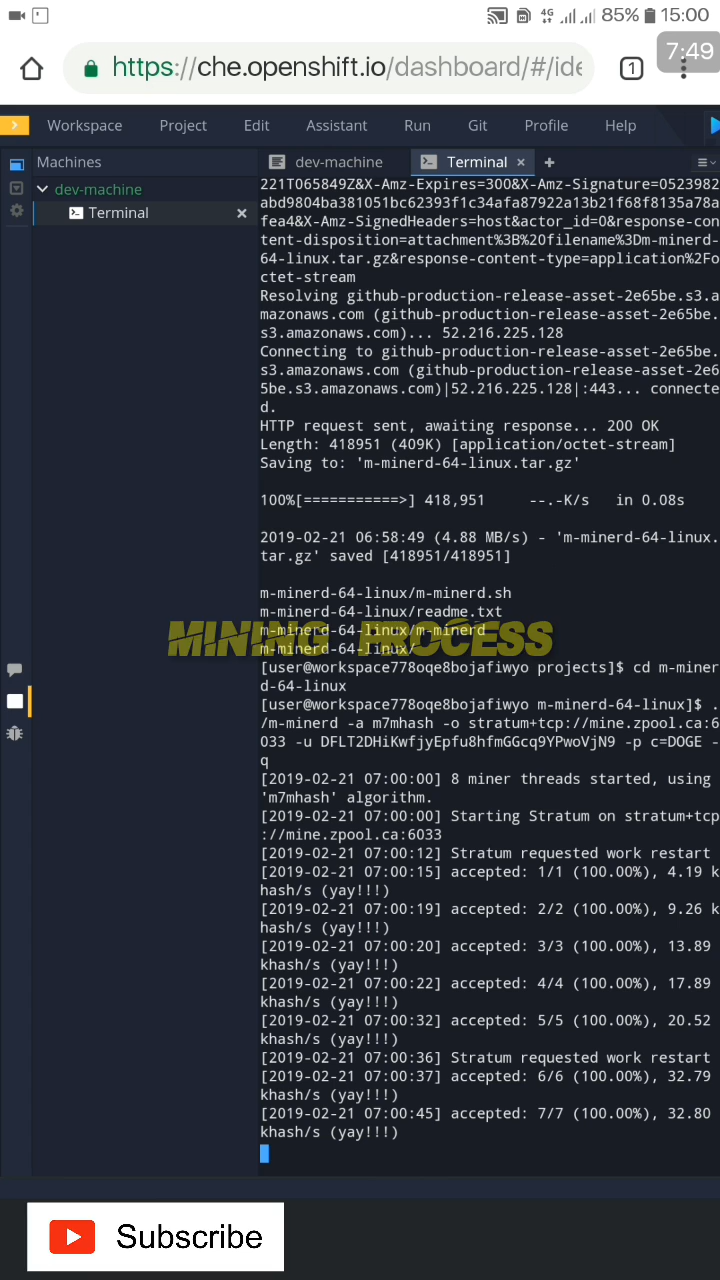 4G 85% 15:00
7:49
https://che.openshift.io/dashboard/#/ide
1
Workspace Project Edit Assistant Run Git Profile Help
Machines
dev-machine Terminal × +
dev-machine
Terminal ×
221T065849Z&X-Amz-Expires=300&X-Amz-Signature=0523982
abd9804ba381051bc62393f1c34afa87922a13b21f68f8135a78a
fea4&X-Amz-SignedHeaders=host&actor_id=0&response-con
tent-disposition=attachment%3B%20filename%3Dm-minerd-
64-linux.tar.gz&response-content-type=application%2Fo
ctet-stream
Resolving github-production-release-asset-2e65be.s3.a
mazonaws.com (github-production-release-asset-2e65be.
s3.amazonaws.com)... 52.216.225.128
Connecting to github-production-release-asset-2e65be.
s3.amazonaws.com (github-production-release-asset-2e6
5be.s3.amazonaws.com)|52.216.225.128|:443... connecte
d.
HTTP request sent, awaiting response... 200 OK
Length: 418951 (409K) [application/octet-stream]
Saving to: 'm-minerd-64-linux.tar.gz'
100%[===========>] 418,951 --.-K/s in 0.08s
2019-02-21 06:58:49 (4.88 MB/s) - 'm-minerd-64-linux.
tar.gz' saved [418951/418951]
m-minerd-64-linux/m-minerd.sh
m-minerd-64-linux/readme.txt
m-minerd-64-linux/m-minerd
MINING PROCESS
m-minerd-64-linux/
[user@workspace778oqe8bojafiwyo projects]$ cd m-miner
d-64-linux
[user@workspace778oqe8bojafiwyo m-minerd-64-linux]$ .
/m-minerd -a m7mhash -o stratum+tcp://mine.zpool.ca:6
033 -u DFLT2DHiKwfjyEpfu8hfmGGcq9YPwoVjN9 -p c=DOGE -
q
[2019-02-21 07:00:00] 8 miner threads started, using
'm7mhash' algorithm.
[2019-02-21 07:00:00] Starting Stratum on stratum+tcp
://mine.zpool.ca:6033
[2019-02-21 07:00:12] Stratum requested work restart
[2019-02-21 07:00:15] accepted: 1/1 (100.00%), 4.19 k
hash/s (yay!!!)
[2019-02-21 07:00:19] accepted: 2/2 (100.00%), 9.26 k
hash/s (yay!!!)
[2019-02-21 07:00:20] accepted: 3/3 (100.00%), 13.89
khash/s (yay!!!)
[2019-02-21 07:00:22] accepted: 4/4 (100.00%), 17.89
khash/s (yay!!!)
[2019-02-21 07:00:32] accepted: 5/5 (100.00%), 20.52
khash/s (yay!!!)
[2019-02-21 07:00:36] Stratum requested work restart
[2019-02-21 07:00:37] accepted: 6/6 (100.00%), 32.79
khash/s (yay!!!)
[2019-02-21 07:00:45] accepted: 7/7 (100.00%), 32.80
khash/s (yay!!!)
Subscribe